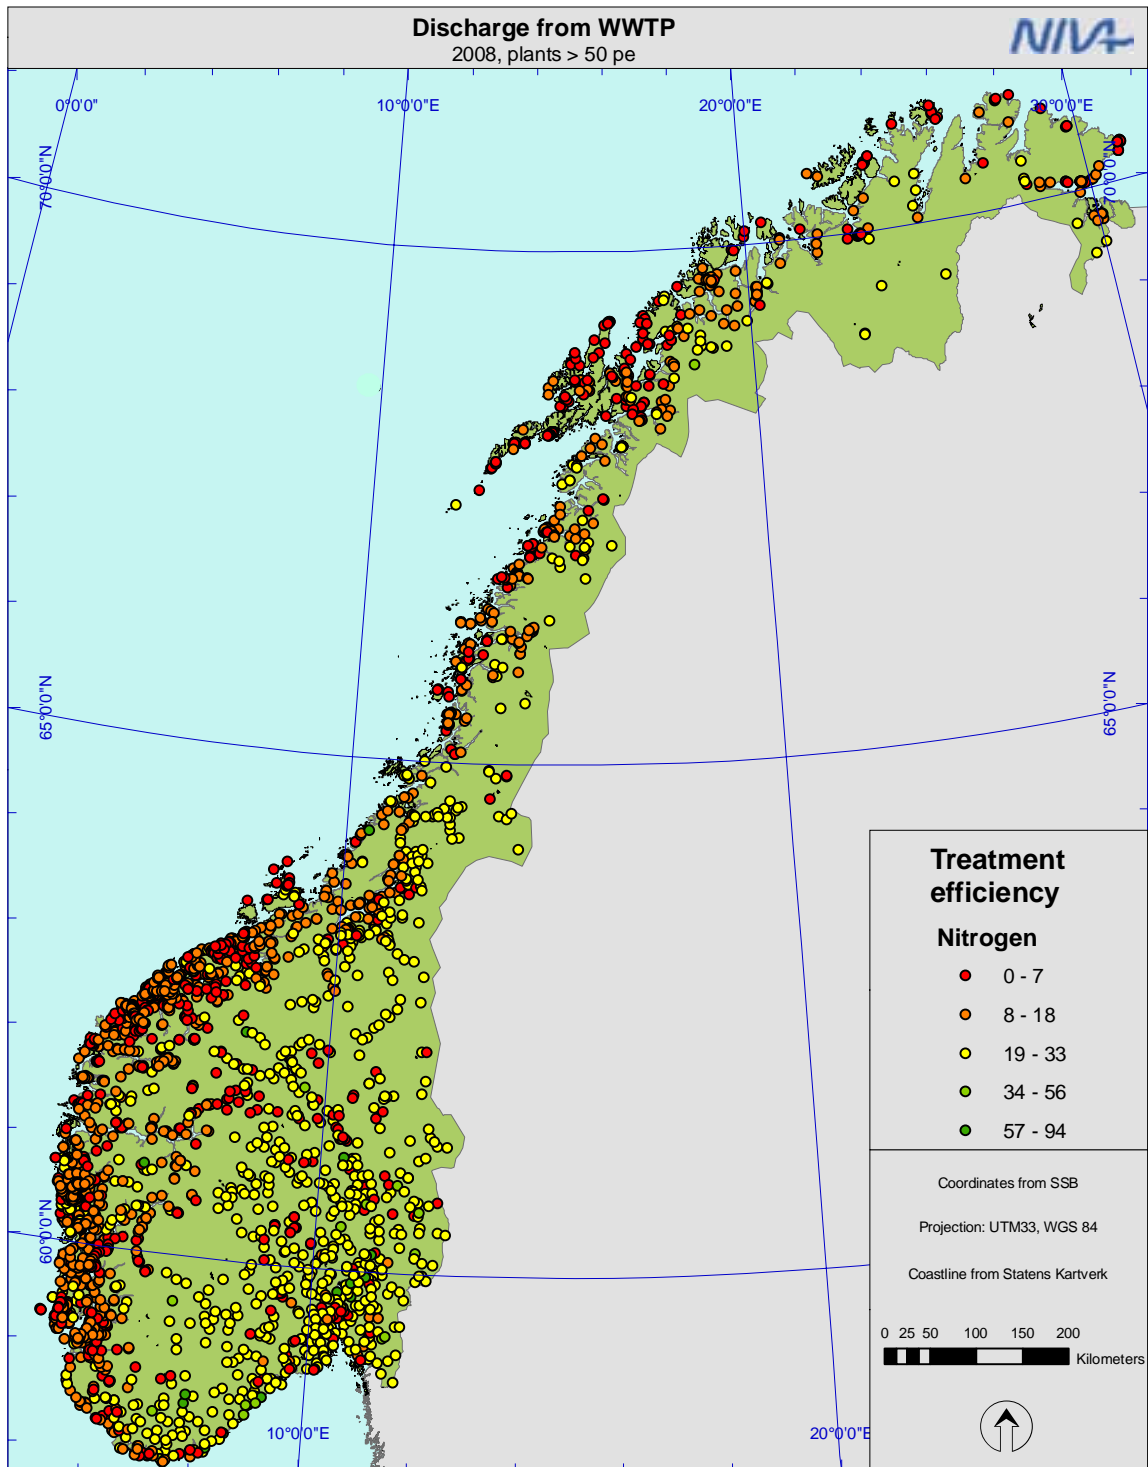 Discharge from WWTP
2008, plants > 50 pe
NIVA
0°0'0"
10°0'0"E
20°0'0"E
30°0'0"E
70°0'0"N
70°0'0"N
65°0'0"N
65°0'0"N
60°0'0"N
10°0'0"E
20°0'0"E
Treatment
efficiency
Nitrogen
0 - 7
8 - 18
19 - 33
34 - 56
57 - 94
Coordinates from SSB
Projection: UTM33, WGS 84
Coastline from Statens Kartverk
0 25 50 100 150 200
Kilometers